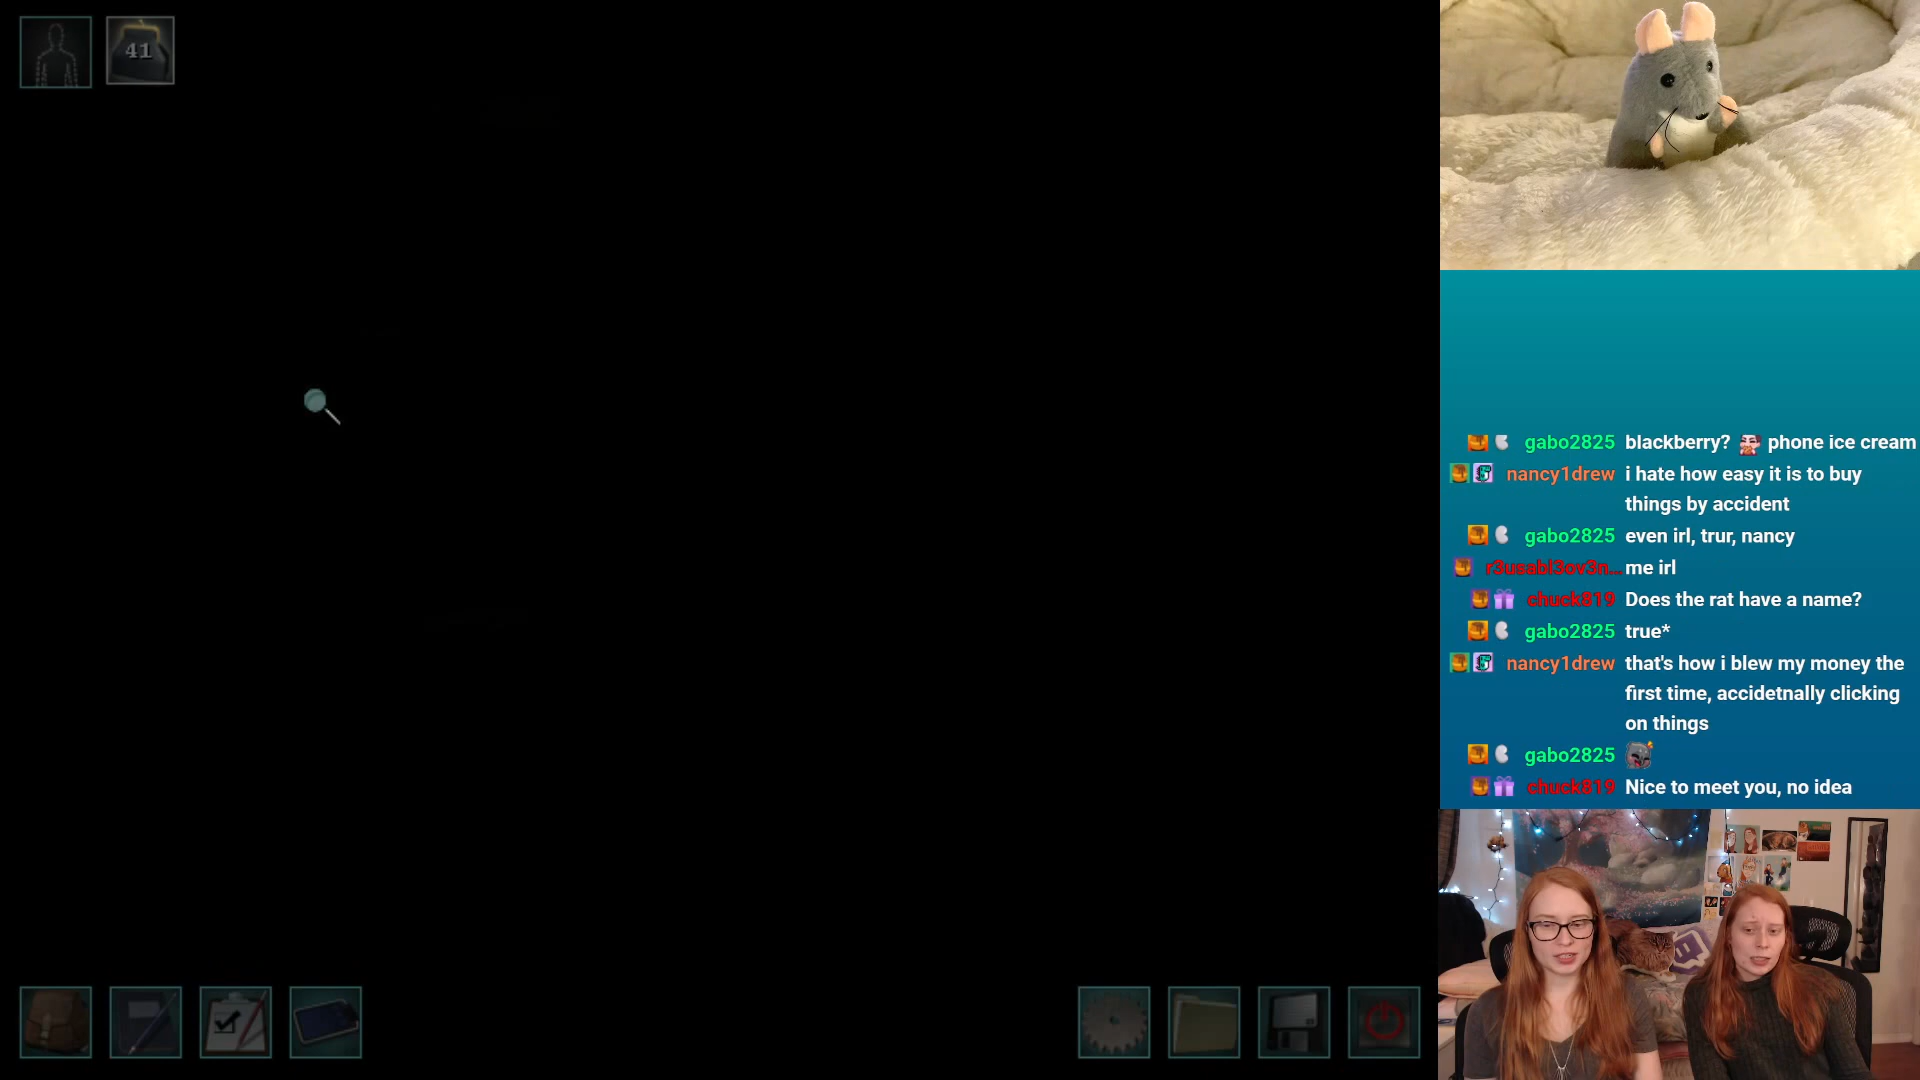 41
gabo2825 blackberry? phone ice cream
nancy1drew i hate how easy it is to buy
things by accident
gabo2825 even irl, trur, nancy
r3usabl3ov3n... me irl
chuck819 Does the rat have a name?
gabo2825 true*
nancy1drew that's how i blew my money the
first time, accidetnally clicking
on things
gabo2825
chuck819 Nice to meet you, no idea